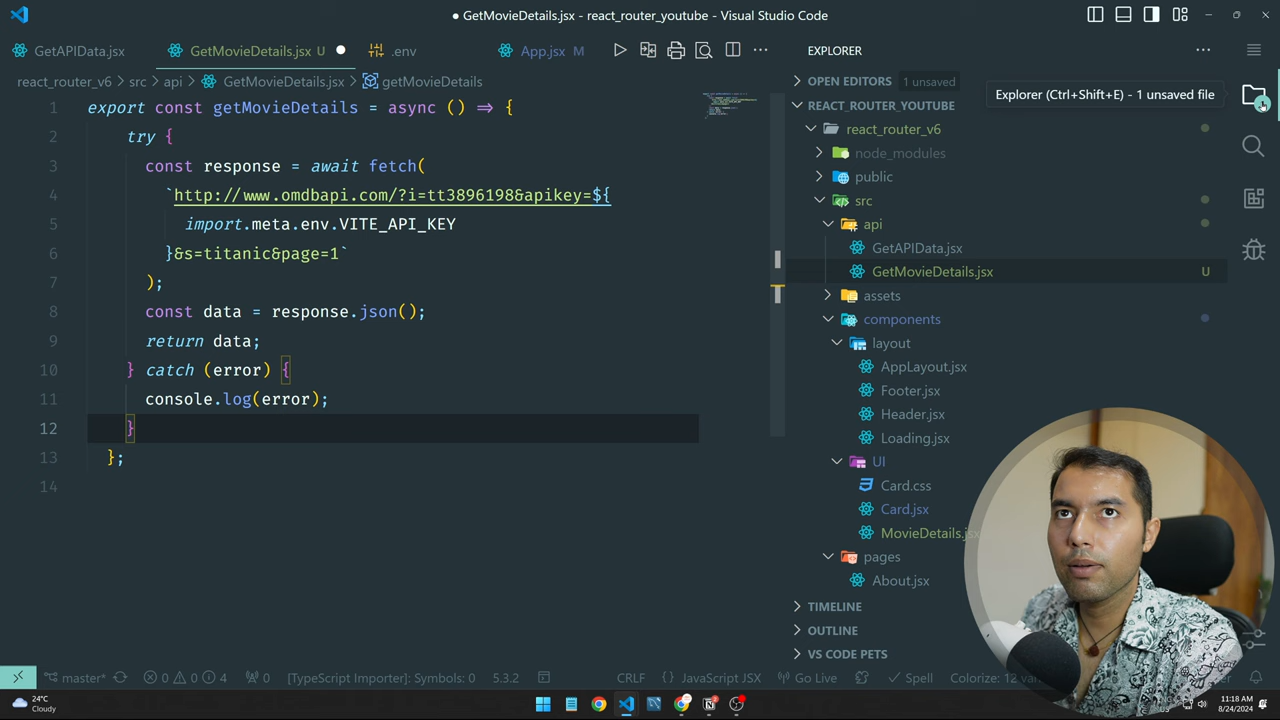 ● GetMovieDetails.jsx - react_router_youtube - Visual Studio Code
GetAPIData.jsx
GetMovieDetails.jsx U ●
.env
App.jsx M
react_router_v6 > src > api > GetMovieDetails.jsx > getMovieDetails
1 export const getMovieDetails = async () => {
2 try {
3 const response = await fetch(
4 `http://www.omdbapi.com/?i=tt3896198&apikey=${
5 import.meta.env.VITE_API_KEY
6 }&s=titanic&page=1`
7 );
8 const data = response.json();
9 return data;
10 } catch (error) {
11 console.log(error);
12 }
13 };
14
EXPLORER
OPEN EDITORS 1 unsaved
REACT_ROUTER_YOUTUBE
Explorer (Ctrl+Shift+E) - 1 unsaved file
react_router_v6
node_modules
public
src
api
GetAPIData.jsx
GetMovieDetails.jsx U
assets
components
layout
AppLayout.jsx
Footer.jsx
Header.jsx
Loading.jsx
UI
Card.css
Card.jsx
MovieDetails.jsx
pages
About.jsx
TIMELINE
OUTLINE
VS CODE PETS
master* 0 0 4 0 [TypeScript Importer]: Symbols: 0 5.3.2 CRLF { } JavaScript JSX Go Live Spell Colorize: 12
24°C
Cloudy
11:18 AM
8/24/2024